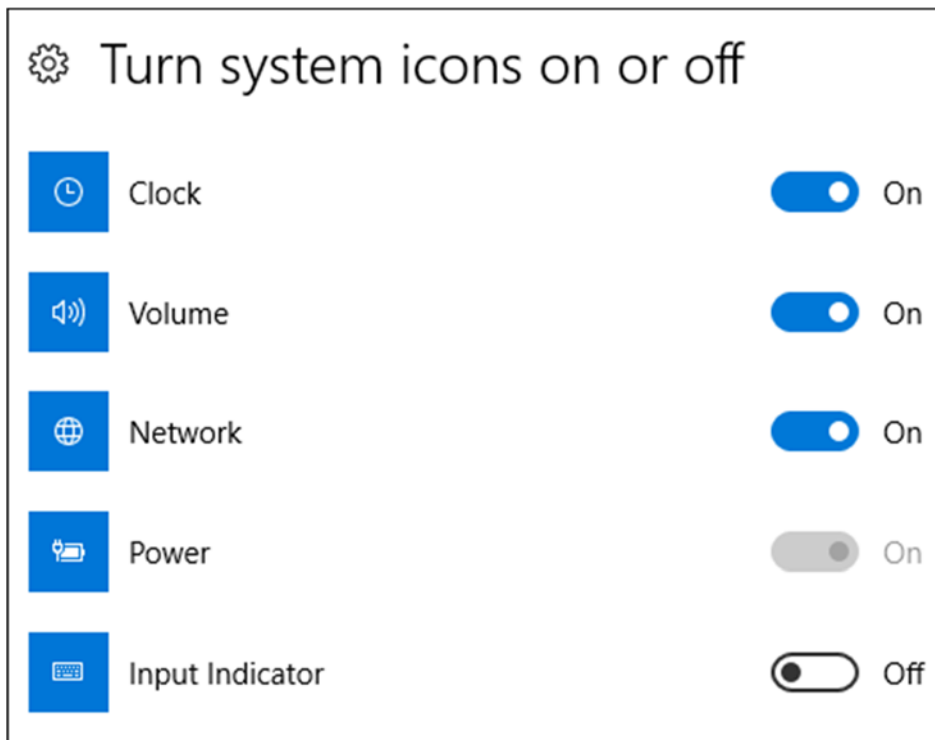 Turn system icons on or off
Clock On
Volume On
Network On
Power On
Input Indicator Off